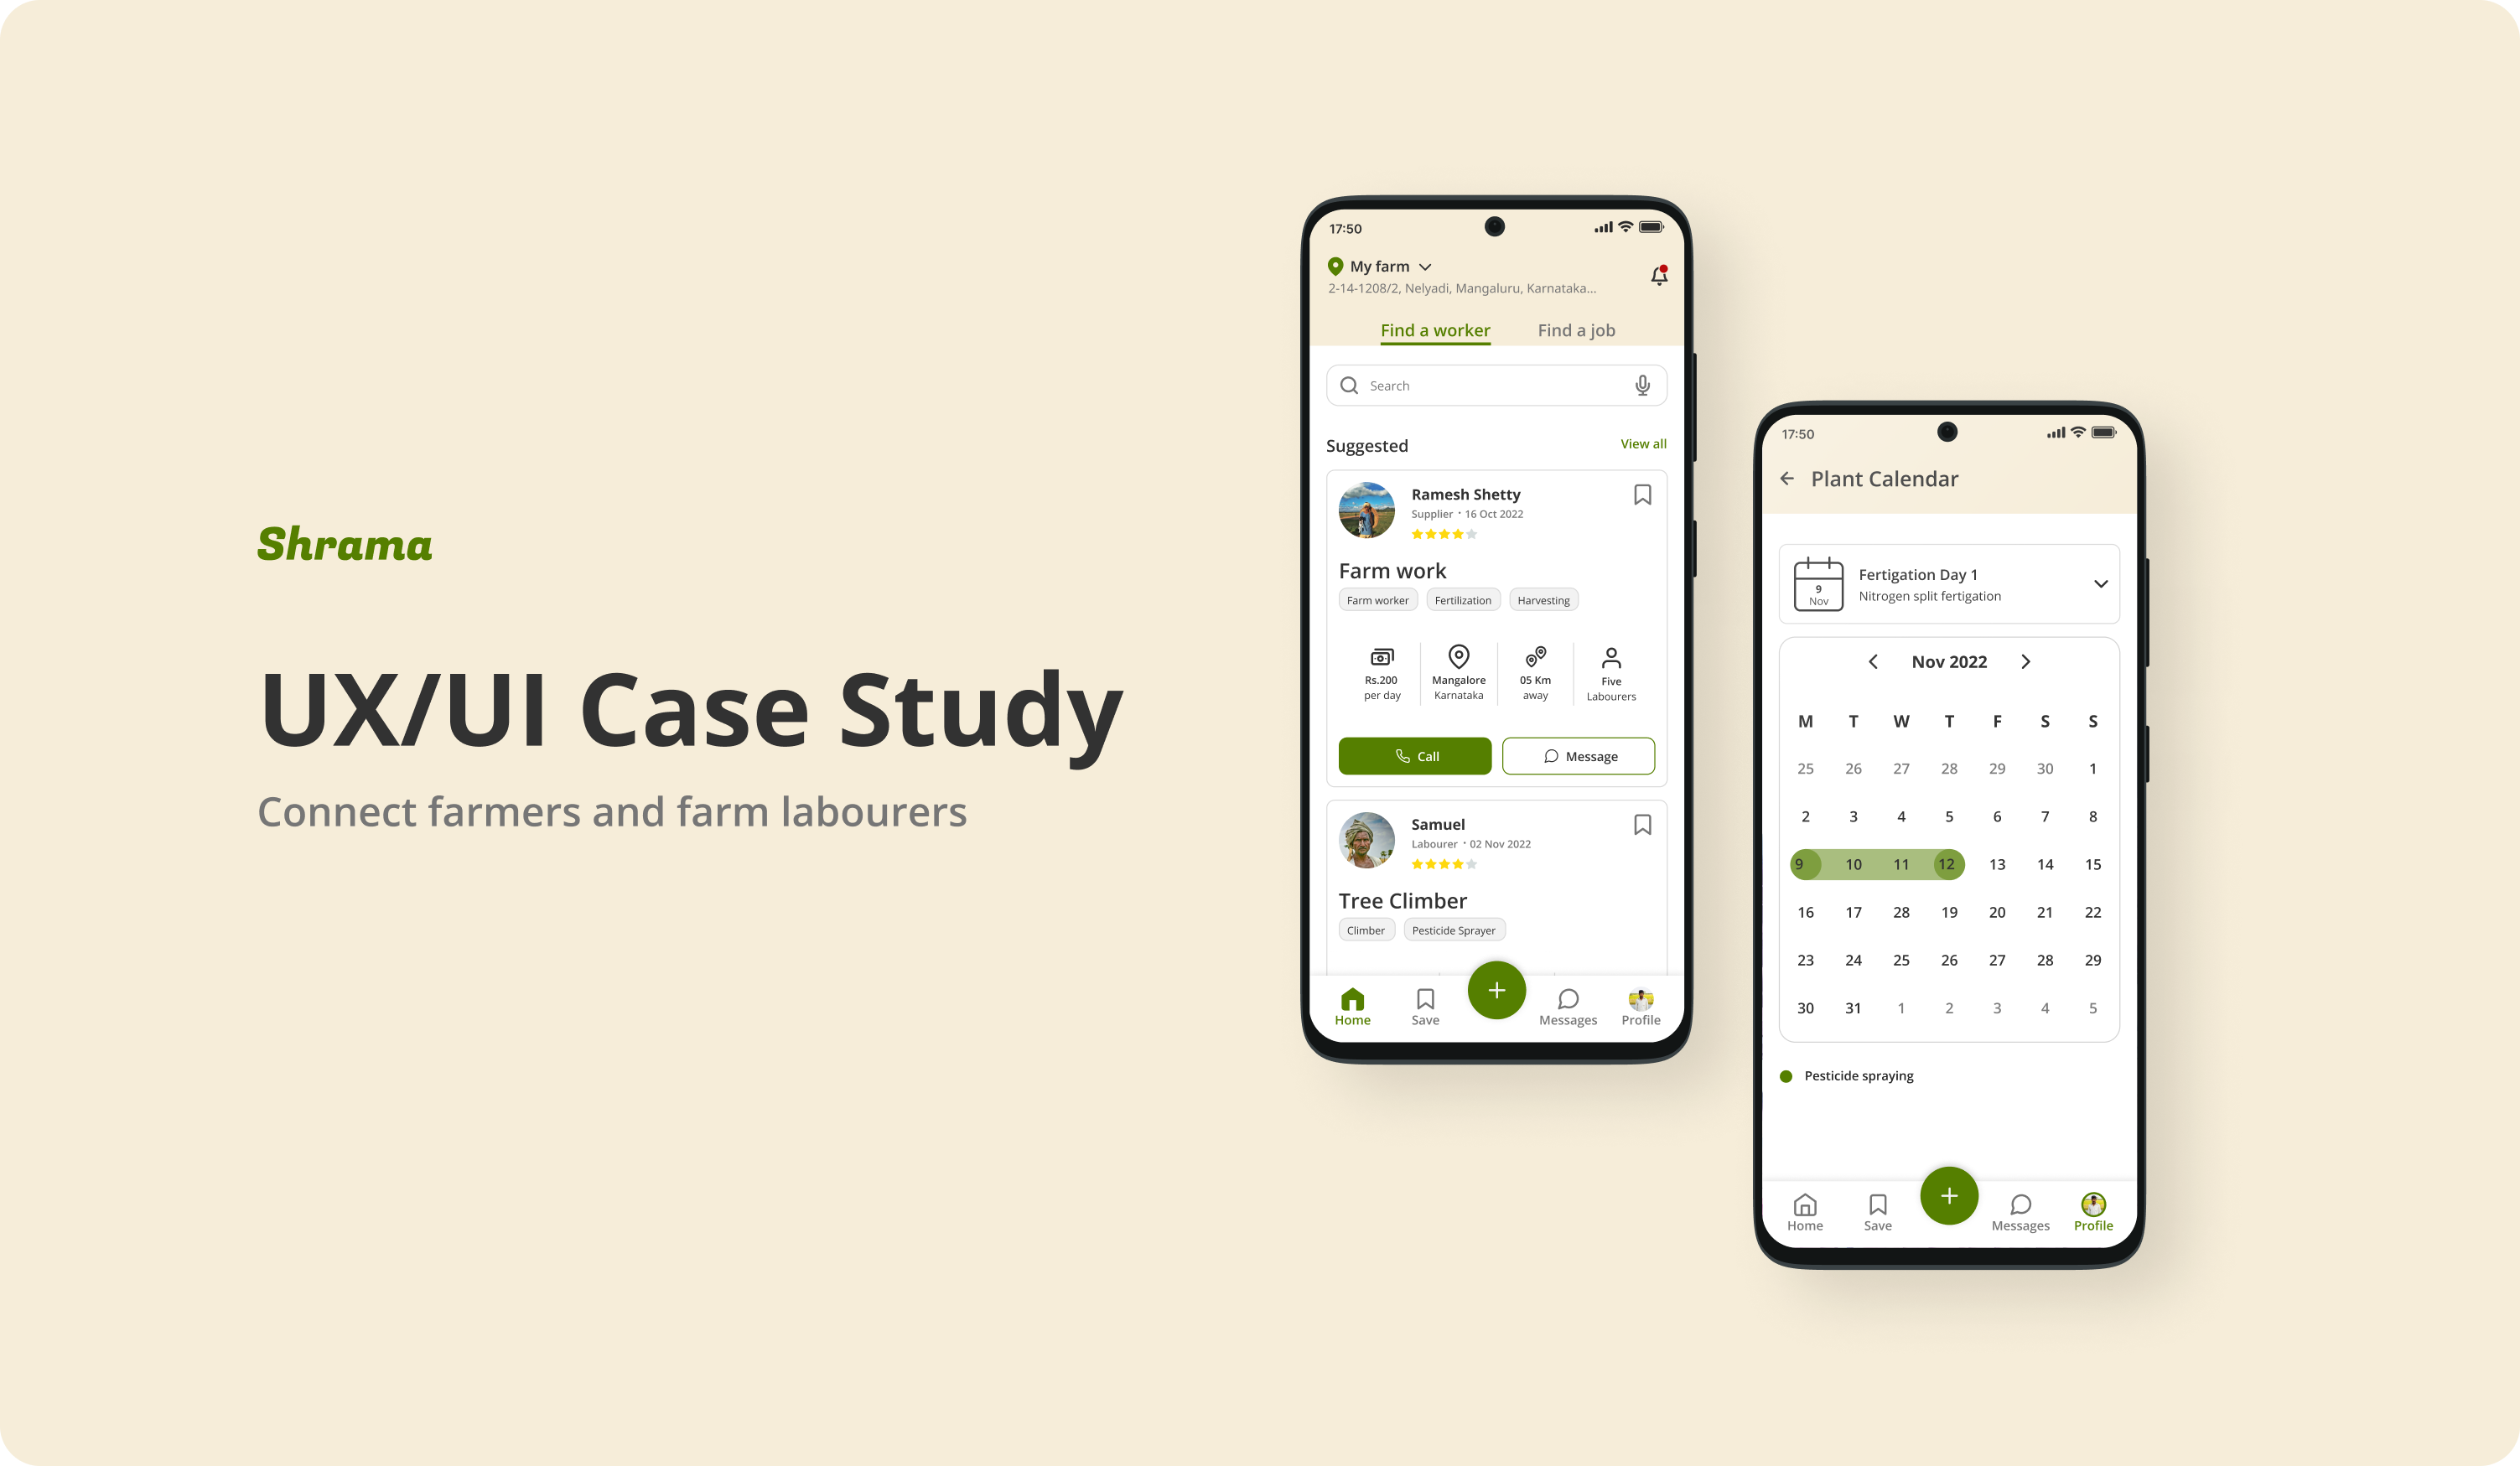 Shrama
UX/UI Case Study
Connect farmers and farm labourers
17:50
My farm
2-14-1208/2, Nelyadi, Mangaluru, Karnataka...
Find a worker Find a job
Search
Suggested View all
Ramesh Shetty
Supplier · 16 Oct 2022
Farm work
Farm worker Fertilization Harvesting
Rs.200 Mangalore 05 Km Five
per day Karnataka away Labourers
Call Message
Samuel
Labourer · 02 Nov 2022
Tree Climber
Climber Pesticide Sprayer
Home Save Messages Profile
17:50
Plant Calendar
9
Nov
Fertigation Day 1
Nitrogen split fertigation
Nov 2022
M T W T F S S
25 26 27 28 29 30 1
2 3 4 5 6 7 8
9 10 11 12 13 14 15
16 17 28 19 20 21 22
23 24 25 26 27 28 29
30 31 1 2 3 4 5
Pesticide spraying
Home Save Messages Profile